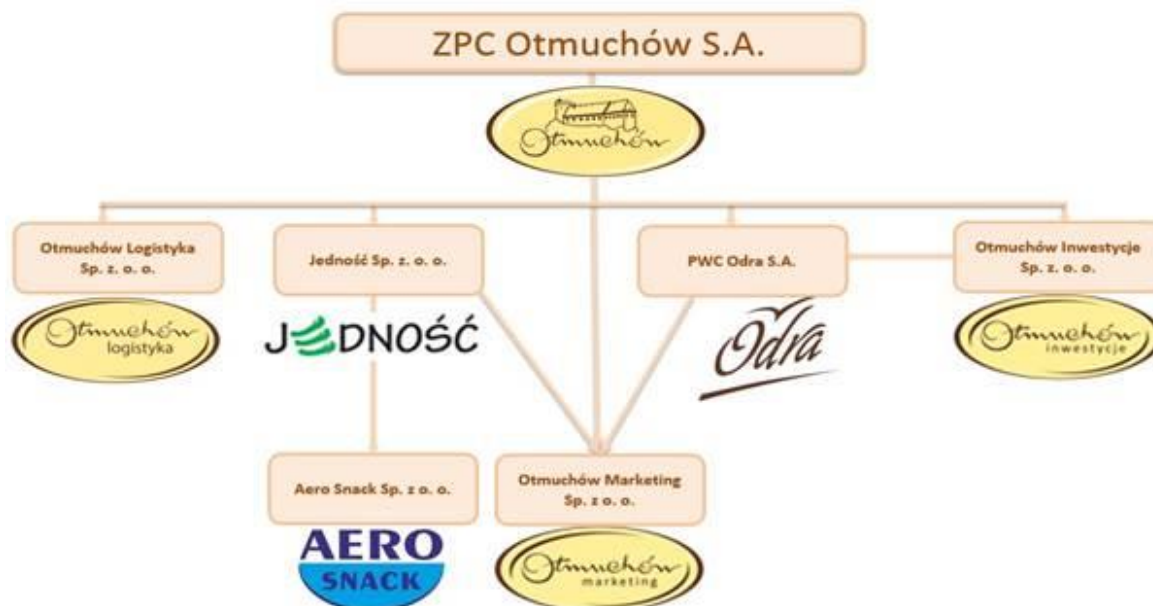 ZPC Otmuchów S.A.
Otmuchów
Otmuchów Logistyka
Sp. z. o. o.
Otmuchów
logistyka
Jedność Sp. z. o. o.
JEDNOŚĆ
PWC Odra S.A.
Odra
Otmuchów Inwestycje
Sp. z. o. o.
Otmuchów
inwestycje
Aero Snack Sp. z o. o.
AERO
SNACK
Otmuchów Marketing
Sp. z o. o.
Otmuchów
marketing